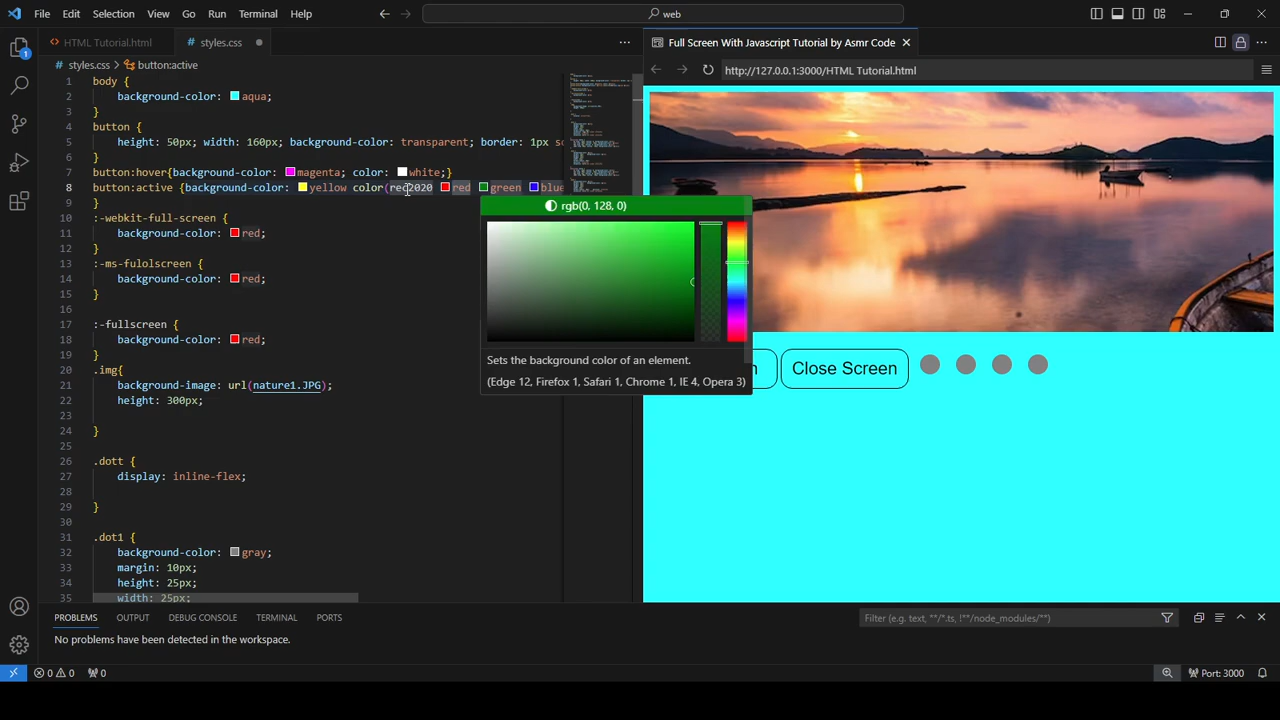 File Edit Selection View Go Run Terminal Help
web
HTML Tutorial.html
styles.css
Full Screen With Javascript Tutorial by Asmr Code
styles.css > button:active
http://127.0.0.1:3000/HTML Tutorial.html
1 body {
2 background-color: aqua;
3 }
4 button {
5 height: 50px; width: 160px; background-color: transparent; border: 1px
6 }
7 button:hover{background-color: magenta; color: white;}
8 button:active {background-color: yellow color(rec2020 red green blue
9 }
rgb(0, 128, 0)
Sets the background color of an element.
(Edge 12, Firefox 1, Safari 1, Chrome 1, IE 4, Opera 3)
10 :-webkit-full-screen {
11 background-color: red;
12 }
13 :-ms-fulolscreen {
14 background-color: red;
15 }
16
17 :-fullscreen {
18 background-color: red;
19 }
20 .img{
21 background-image: url(nature1.JPG);
22 height: 300px;
23
24 }
25
26 .dott {
27 display: inline-flex;
28
29 }
30
31 .dot1 {
32 background-color: gray;
33 margin: 10px;
34 height: 25px;
35 width: 25px;
Close Screen
PROBLEMS OUTPUT DEBUG CONSOLE TERMINAL PORTS
Filter (e.g. text, **/*.ts, !**/node_modules/**)
No problems have been detected in the workspace.
0 0 0
Port: 3000